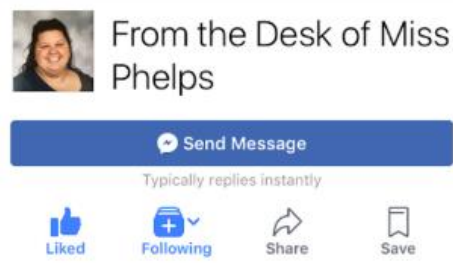 From the Desk of Miss
Phelps
Send Message
Typically replies instantly
Liked Following Share Save